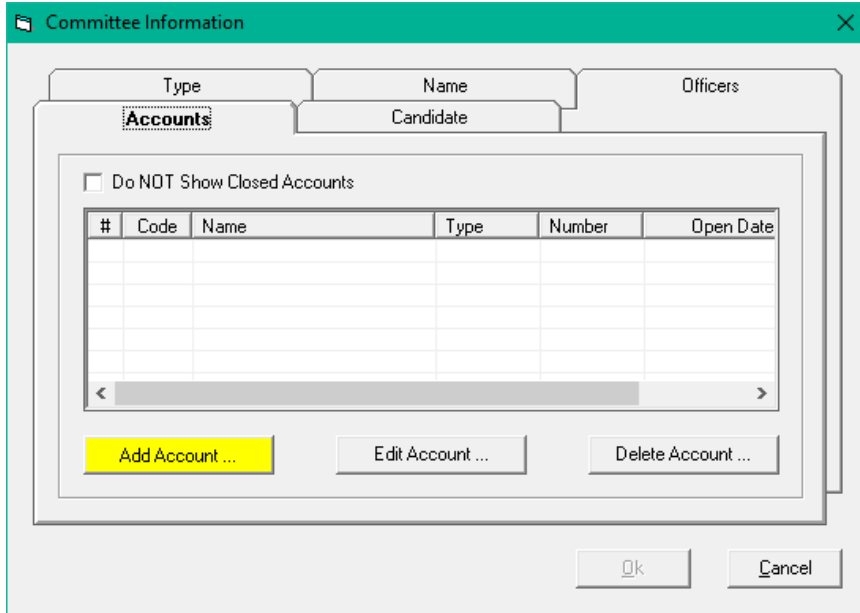 Committee Information
Type Name Officers
Accounts Candidate
Do NOT Show Closed Accounts
# Code Name Type Number Open Date
Add Account ... Edit Account ... Delete Account ...
Ok Cancel